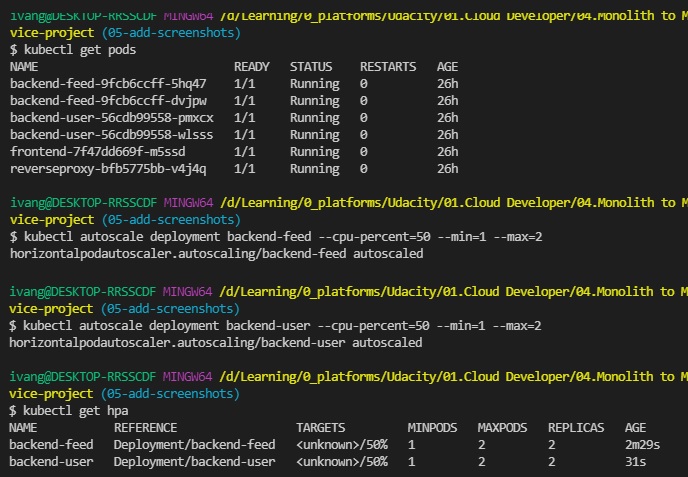 ivang@DESKTOP-RRSSCDF MINGW64 /d/Learning/0_platforms/Udacity/01.Cloud Developer/04.Monolith to M
vice-project (05-add-screenshots)
$ kubectl get pods
NAME READY STATUS RESTARTS AGE
backend-feed-9fcb6ccff-5hq47 1/1 Running 0 26h
backend-feed-9fcb6ccff-dvjpw 1/1 Running 0 26h
backend-user-56cdb99558-pmxcx 1/1 Running 0 26h
backend-user-56cdb99558-wlsss 1/1 Running 0 26h
frontend-7f47dd669f-m5ssd 1/1 Running 0 26h
reverseproxy-bfb5775bb-v4j4q 1/1 Running 0 26h
ivang@DESKTOP-RRSSCDF MINGW64 /d/Learning/0_platforms/Udacity/01.Cloud Developer/04.Monolith to M
vice-project (05-add-screenshots)
$ kubectl autoscale deployment backend-feed --cpu-percent=50 --min=1 --max=2
horizontalpodautoscaler.autoscaling/backend-feed autoscaled
ivang@DESKTOP-RRSSCDF MINGW64 /d/Learning/0_platforms/Udacity/01.Cloud Developer/04.Monolith to M
vice-project (05-add-screenshots)
$ kubectl autoscale deployment backend-user --cpu-percent=50 --min=1 --max=2
horizontalpodautoscaler.autoscaling/backend-user autoscaled
ivang@DESKTOP-RRSSCDF MINGW64 /d/Learning/0_platforms/Udacity/01.Cloud Developer/04.Monolith to M
vice-project (05-add-screenshots)
$ kubectl get hpa
NAME REFERENCE TARGETS MINPODS MAXPODS REPLICAS AGE
backend-feed Deployment/backend-feed <unknown>/50% 1 2 2 2m29s
backend-user Deployment/backend-user <unknown>/50% 1 2 2 31s